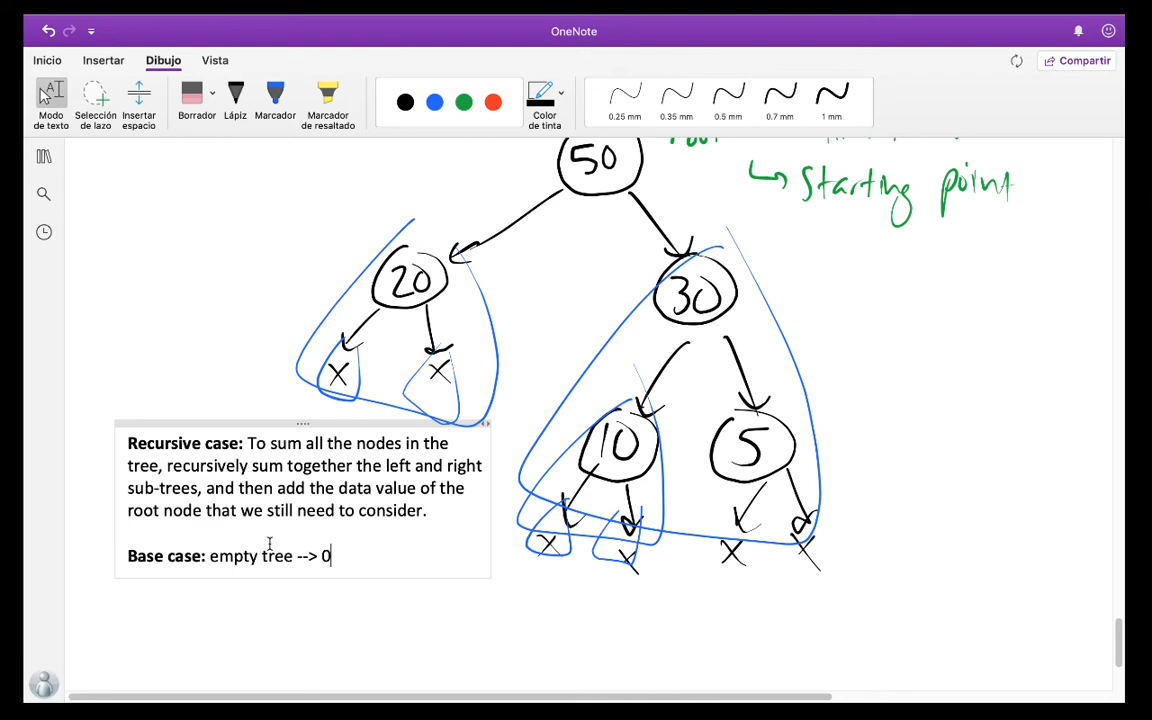 OneNote
Inicio Insertar Dibujo Vista
Compartir
Modo de texto
Selección de lazo
Insertar espacio
Borrador
Lápiz
Marcador
Marcador de resaltado
Color de tinta
0.25 mm 0.35 mm 0.5 mm 0.7 mm 1 mm
50
Starting point
20
30
X X
10 5
Recursive case: To sum all the nodes in the
tree, recursively sum together the left and right
sub-trees, and then add the data value of the
root node that we still need to consider.
Base case: empty tree --> 0
X X X X